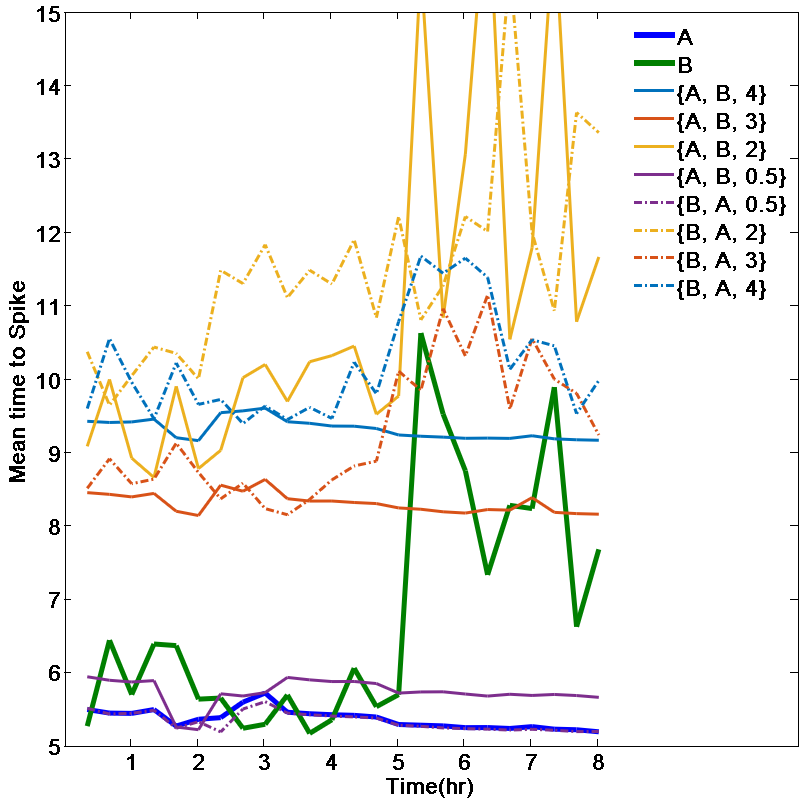 15
14
13
12
11
10
9
8
7
6
5
Mean time to Spike
1
2
3
4
5
6
7
8
Time(hr)
A
B
{A, B, 4}
{A, B, 3}
{A, B, 2}
{A, B, 0.5}
{B, A, 0.5}
{B, A, 2}
{B, A, 3}
{B, A, 4}